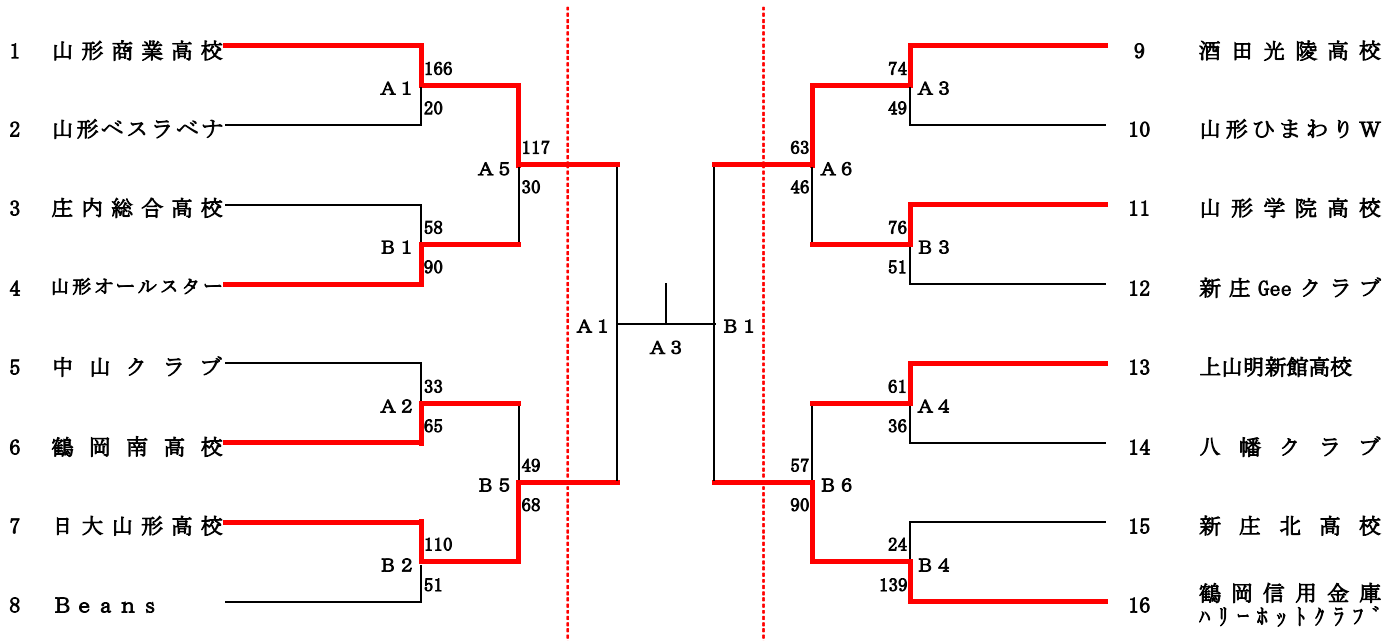 1 山形商業高校
166
A1
20
2 山形ベスラベナ
117
A5
30
3 庄内総合高校
58
B1
90
4 山形オールスター
A1
5 中山クラブ
33
A2
65
6 鶴岡南高校
49
B5
68
7 日大山形高校
110
B2
51
8 Beans
A3
9 酒田光陵高校
74
A3
49
10 山形ひまわりW
63
A6
46
11 山形学院高校
76
B3
51
12 新庄Geeクラブ
B1
13 上山明新館高校
61
A4
36
14 八幡クラブ
57
B6
90
15 新庄北高校
24
B4
139
16 鶴岡信用金庫
ハリーホットクラブ